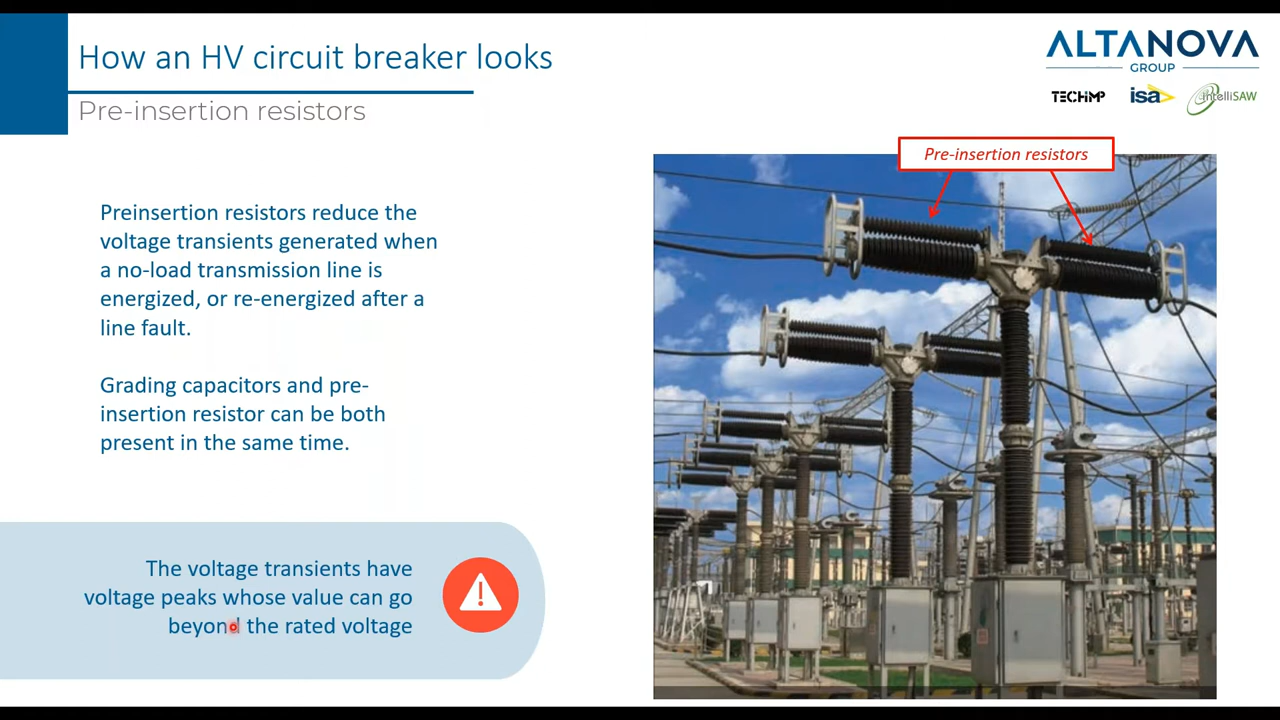 How an HV circuit breaker looks
Pre-insertion resistors
ALTANOVA
GROUP
TECHIMP
isa
intelliSAW
Preinsertion resistors reduce the
voltage transients generated when
a no-load transmission line is
energized, or re-energized after a
line fault.
Grading capacitors and pre-
insertion resistor can be both
present in the same time.
The voltage transients have
voltage peaks whose value can go
beyond the rated voltage
Pre-insertion resistors